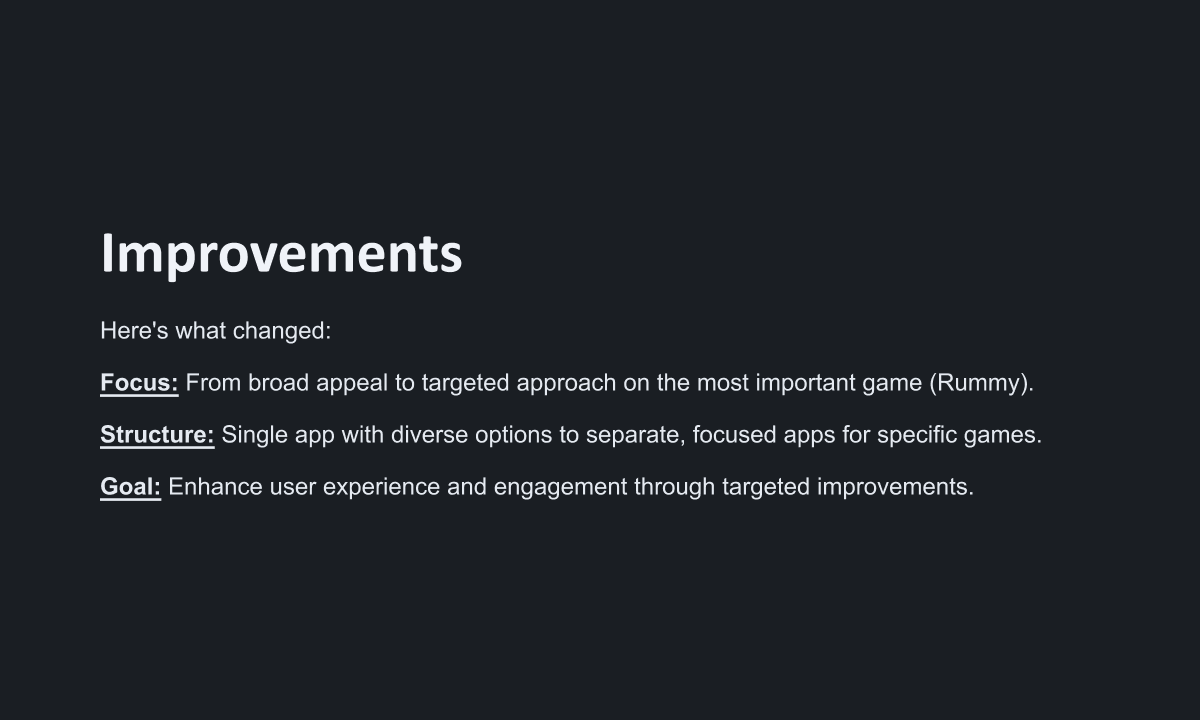 Improvements
Here's what changed:
Focus: From broad appeal to targeted approach on the most important game (Rummy).
Structure: Single app with diverse options to separate, focused apps for specific games.
Goal: Enhance user experience and engagement through targeted improvements.